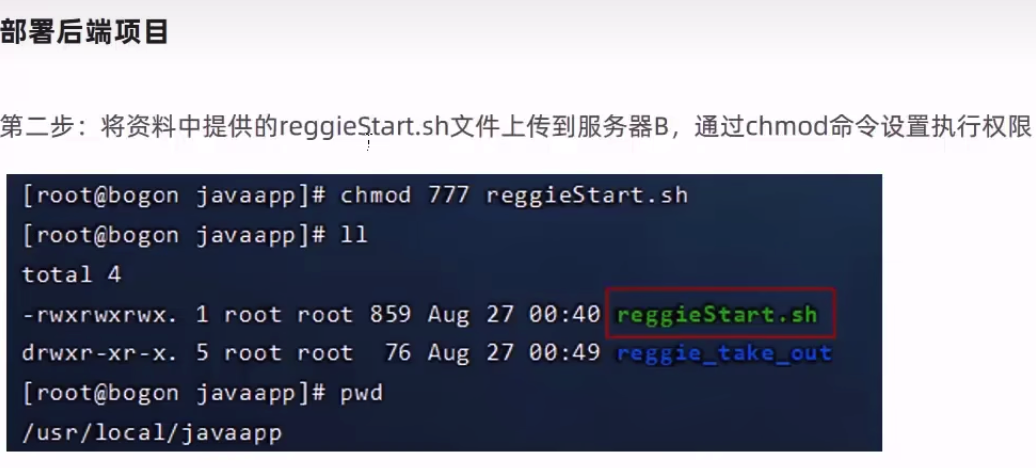 部署后端项目
第二步：将资料中提供的reggieStart.sh文件上传到服务器B，通过chmod命令设置执行权限
[root@bogon javaapp]# chmod 777 reggieStart.sh
[root@bogon javaapp]# ll
total 4
-rwxrwxrwx. 1 root root 859 Aug 27 00:40 reggieStart.sh
drwxr-xr-x. 5 root root  76 Aug 27 00:49 reggie_take_out
[root@bogon javaapp]# pwd
/usr/local/javaapp